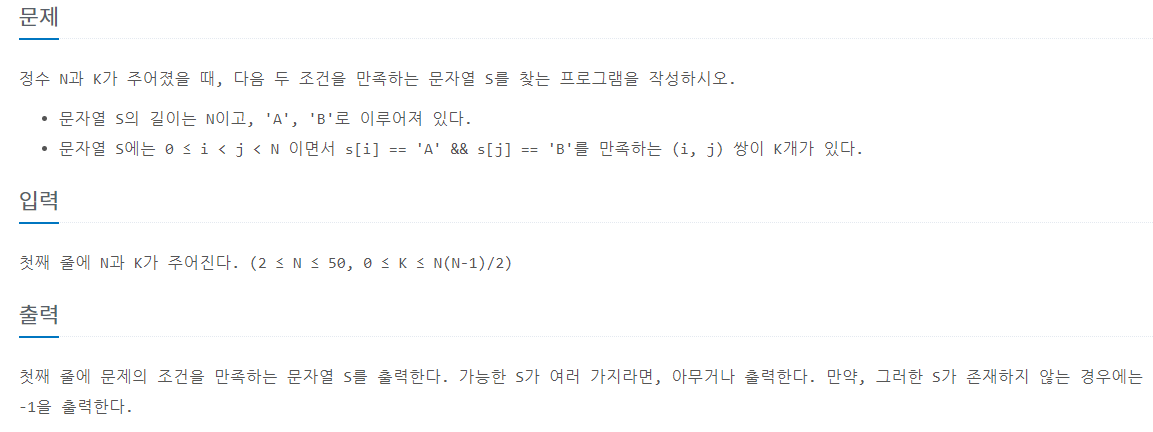 문제
정수 N과 K가 주어졌을 때, 다음 두 조건을 만족하는 문자열 S를 찾는 프로그램을 작성하시오.
• 문자열 S의 길이는 N이고, 'A', 'B'로 이루어져 있다.
• 문자열 S에는 0 ≤ i < j < N 이면서 s[i] == 'A' && s[j] == 'B'를 만족하는 (i, j) 쌍이 K개가 있다.
입력
첫째 줄에 N과 K가 주어진다. (2 ≤ N ≤ 50, 0 ≤ K ≤ N(N-1)/2)
출력
첫째 줄에 문제의 조건을 만족하는 문자열 S를 출력한다. 가능한 S가 여러 가지라면, 아무거나 출력한다. 만약, 그러한 S가 존재하지 않는 경우에는
-1을 출력한다.